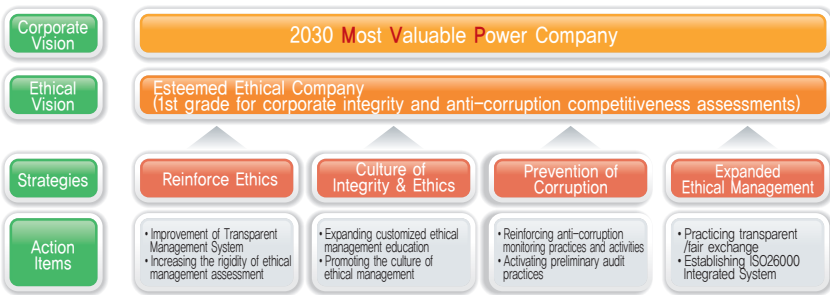 Corporate
Vision
2030 Most Valuable Power Company
Ethical
Vision
Esteemed Ethical Company
(1st grade for corporate integrity and anti-corruption competitiveness assessments)
Strategies
Reinforce Ethics
Culture of
Integrity & Ethics
Prevention of
Corruption
Expanded
Ethical Management
Action
Items
• Improvement of Transparent
Management System
• Increasing the rigidity of ethical
management assessment
• Expanding customized ethical
management education
• Promoting the culture of
ethical management
• Reinforcing anti-corruption
monitoring practices and activities
• Activating preliminary audit
practices
• Practicing transparent
/fair exchange
• Establishing ISO26000
Integrated System